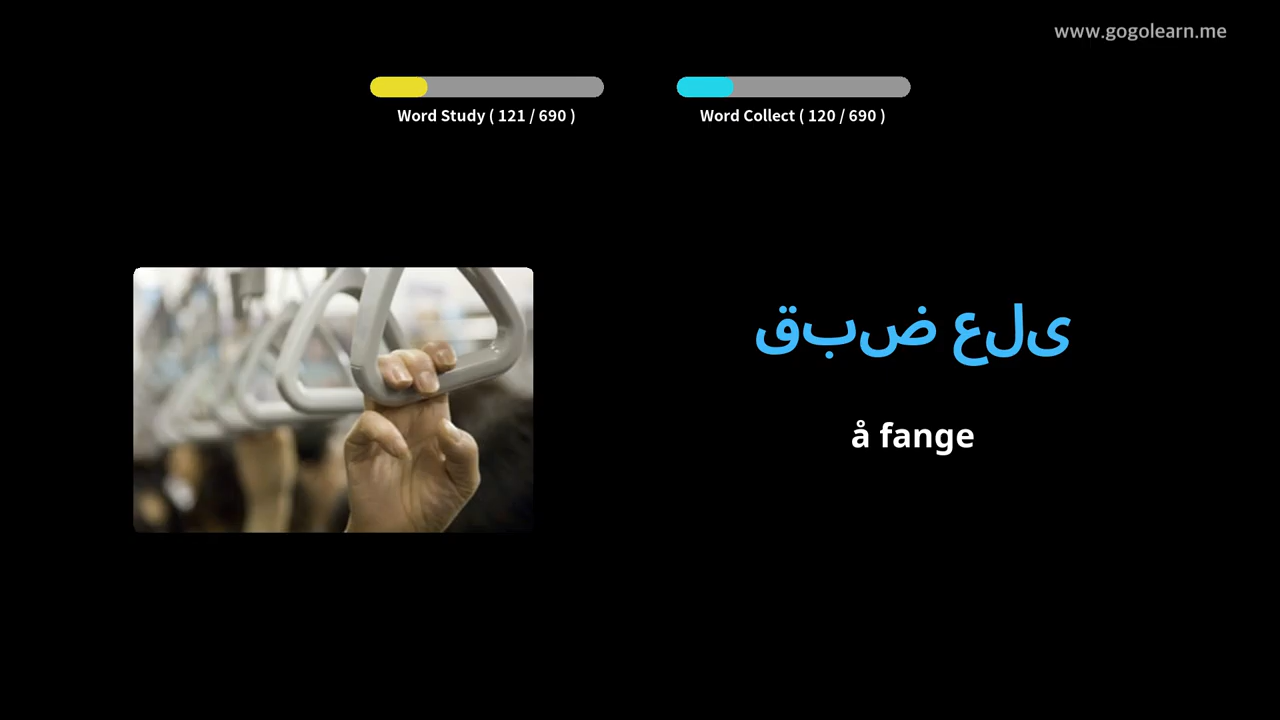 www.gogolearn.me
Word Study ( 121 / 690 )
Word Collect ( 120 / 690 )
قبض على
å fange